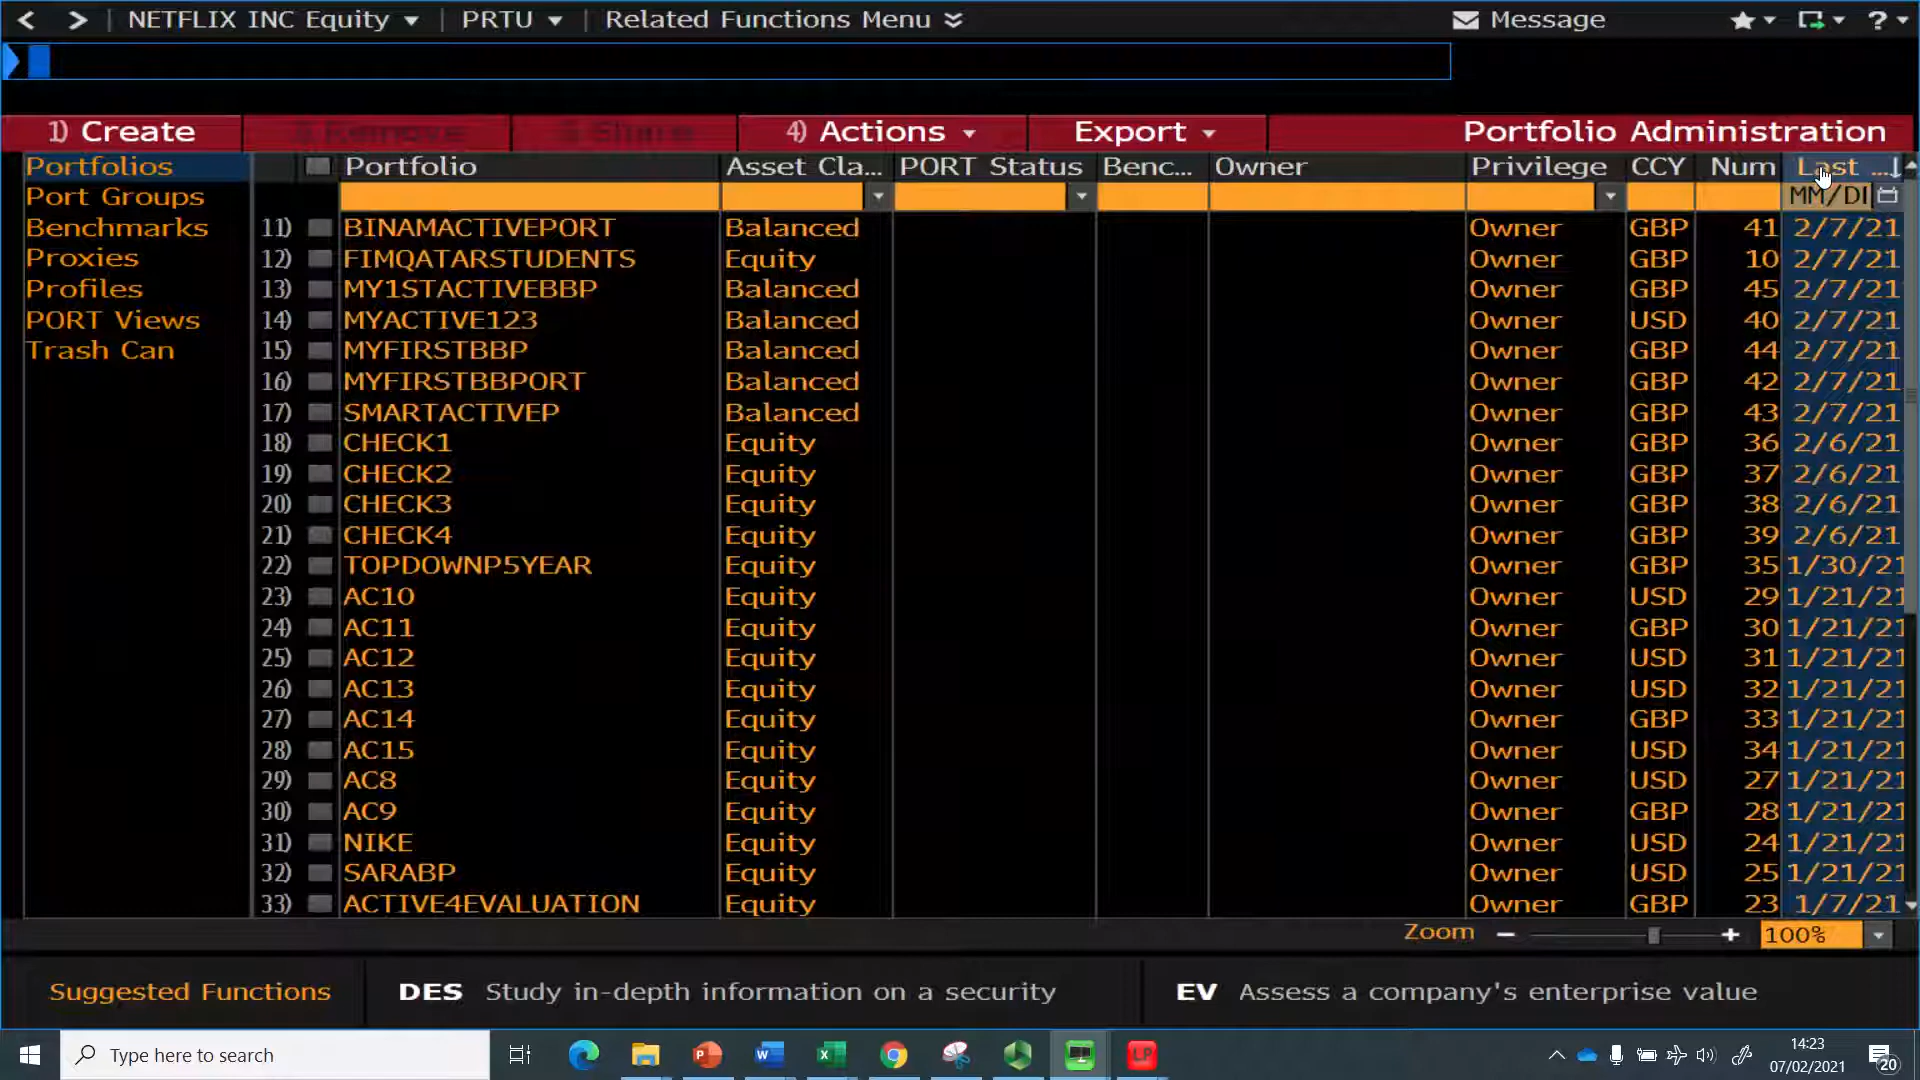 NETFLIX INC Equity PRTU Related Functions Menu Message ?
1) Create 4) Actions Export Portfolio Administration
Portfolios Portfolio Asset Cla... PORT Status Benc... Owner Privilege CCY Num Last ...
Port Groups MM/DD
Benchmarks 11) BINAMACTIVEPORT Balanced Owner GBP 41 2/7/21
Proxies 12) FIMQATARSTUDENTS Equity Owner GBP 10 2/7/21
Profiles 13) MY1STACTIVEBBP Balanced Owner GBP 45 2/7/21
PORT Views 14) MYACTIVE123 Balanced Owner USD 40 2/7/21
Trash Can 15) MYFIRSTBBP Balanced Owner GBP 44 2/7/21
16) MYFIRSTBBPORT Balanced Owner GBP 42 2/7/21
17) SMARTACTIVEP Balanced Owner GBP 43 2/7/21
18) CHECK1 Equity Owner GBP 36 2/6/21
19) CHECK2 Equity Owner GBP 37 2/6/21
20) CHECK3 Equity Owner GBP 38 2/6/21
21) CHECK4 Equity Owner GBP 39 2/6/21
22) TOPDOWNP5YEAR Equity Owner GBP 35 1/30/21
23) AC10 Equity Owner USD 29 1/21/21
24) AC11 Equity Owner GBP 30 1/21/21
25) AC12 Equity Owner USD 31 1/21/21
26) AC13 Equity Owner USD 32 1/21/21
27) AC14 Equity Owner GBP 33 1/21/21
28) AC15 Equity Owner USD 34 1/21/21
29) AC8 Equity Owner USD 27 1/21/21
30) AC9 Equity Owner GBP 28 1/21/21
31) NIKE Equity Owner USD 24 1/21/21
32) SARABP Equity Owner USD 25 1/21/21
33) ACTIVE4EVALUATION Equity Owner GBP 23 1/7/21
Zoom - + 100%
Suggested Functions DES Study in-depth information on a security EV Assess a company's enterprise value
Type here to search 14:23
07/02/2021 20